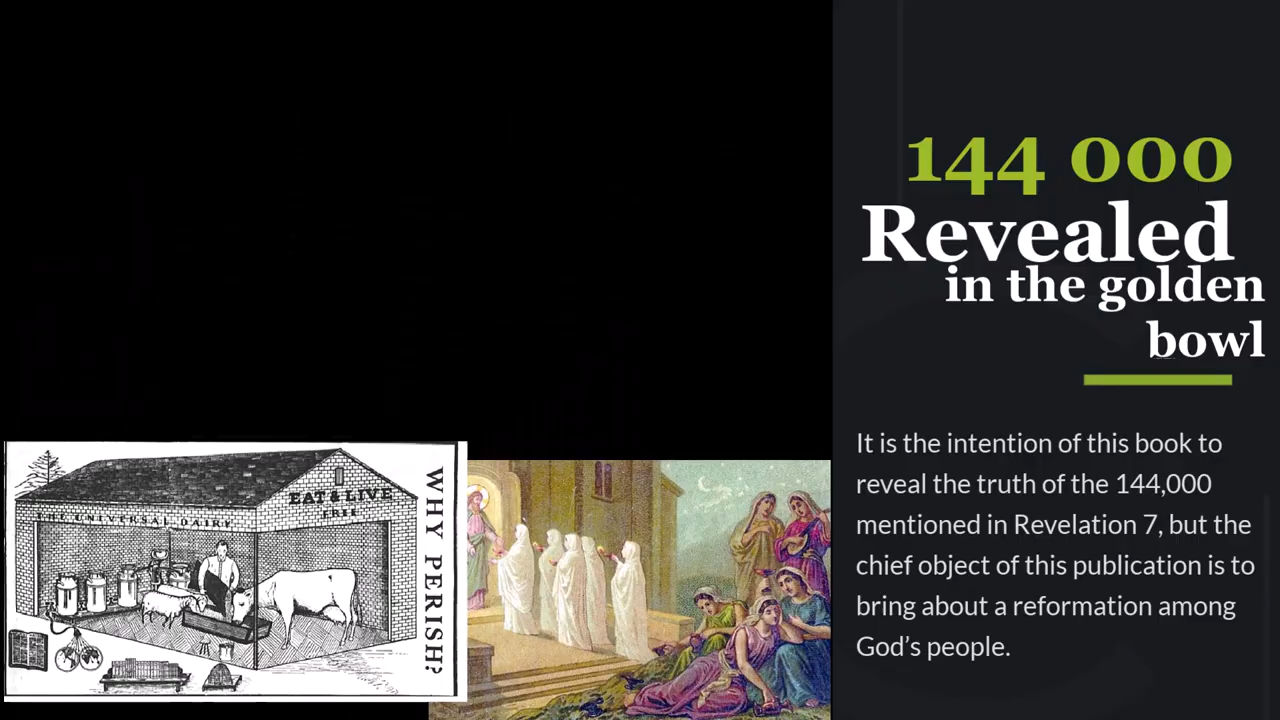 144 000
Revealed
in the golden
bowl
It is the intention of this book to
reveal the truth of the 144,000
mentioned in Revelation 7, but the
chief object of this publication is to
bring about a reformation among
God's people.
EAT & LIVE
FREE
UNIVERSAL DAIRY
WHY PERISH?